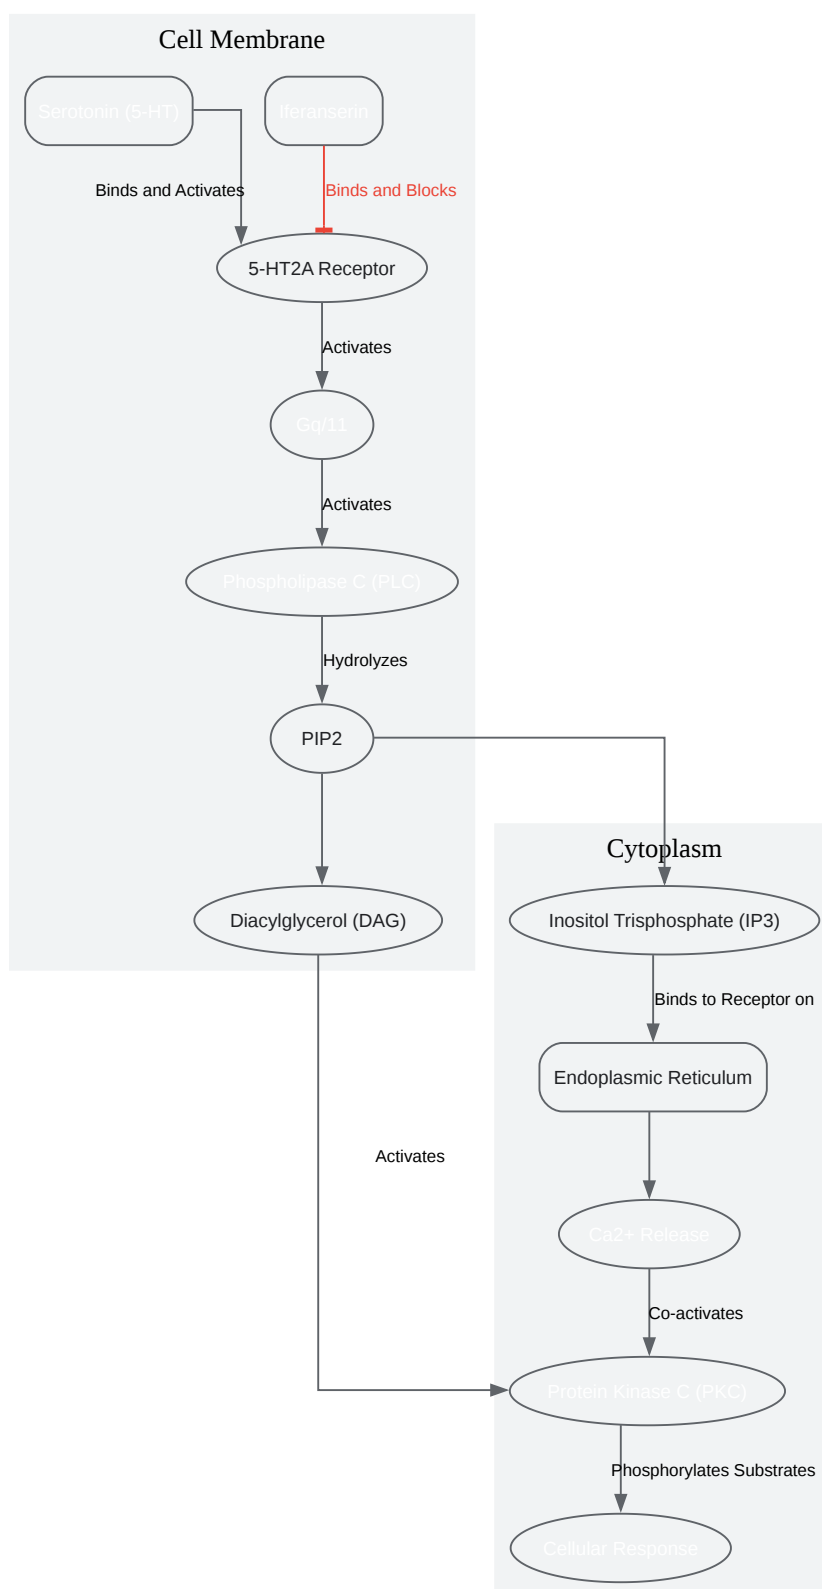 Cell Membrane
Serotonin (5-HT)
Iferanserin
Binds and Activates
Binds and Blocks
5-HT2A Receptor
Activates
Gq/11
Activates
Phospholipase C (PLC)
Hydrolyzes
PIP2
Cytoplasm
Diacylglycerol (DAG)
Inositol Trisphosphate (IP3)
Binds to Receptor on
Endoplasmic Reticulum
Activates
Ca2+ Release
Co-activates
Protein Kinase C (PKC)
Phosphorylates Substrates
Cellular Response